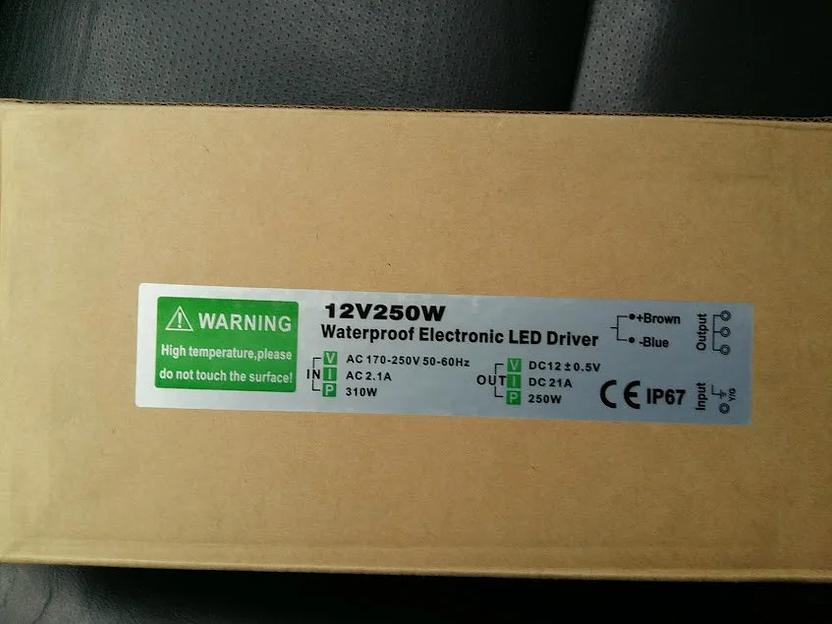 WARNING
High temperature,please
do not touch the surface!
12V250W
Waterproof Electronic LED Driver
IN
V AC 170-250V 50-60Hz
I AC 2.1A
P 310W
OUT
V DC12±0.5V
I DC 21A
P 250W
+Brown
-Blue
CE IP67
Output
Input
Y/G